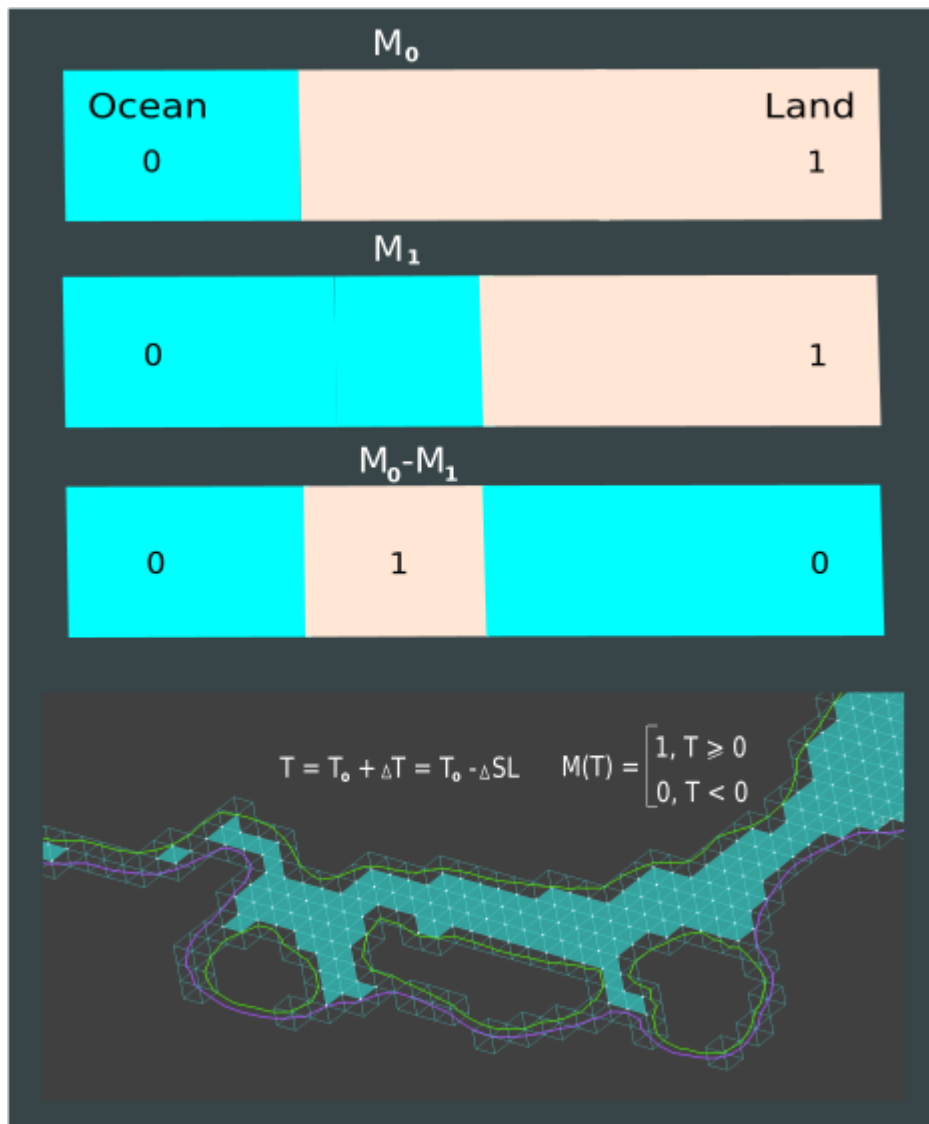 M₀
Ocean Land
0 1
M₁
0 1
M₀-M₁
0 1 0
T = T₀ + ΔT = T₀ - ΔSL M(T) = [1, T ⩾ 0
0, T < 0